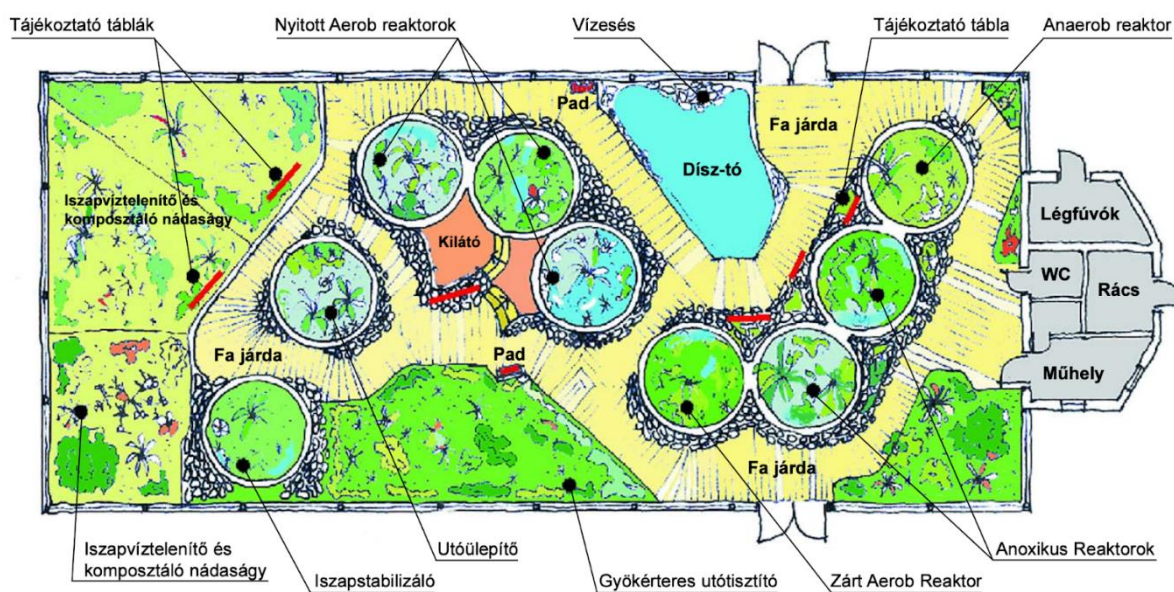 Tájékoztató táblák
Nyitott Aerob reaktorok
Vízesés
Tájékoztató tábla
Anaerob reaktor
Pad
Fa járda
Dísz-tó
Iszapvíztelenítő és
komposztáló nádaságy
Kilátó
Légfúvók
WC
Rács
Fa járda
Pad
Műhely
Fa járda
Iszapvíztelenítő és
komposztáló nádaságy
Utóülepítő
Iszapstabilizáló
Gyökérteres utótisztító
Zárt Aerob Reaktor
Anoxikus Reaktorok